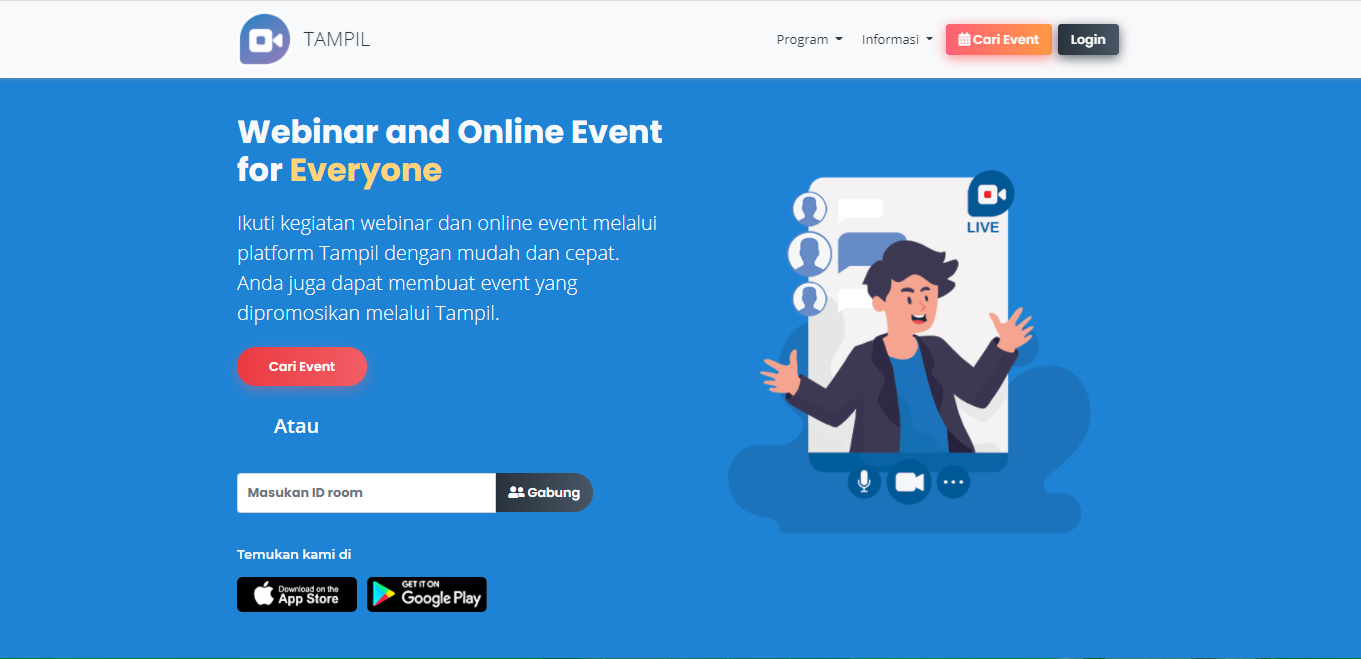 TAMPIL
Program
Informasi
Cari Event
Login
Webinar and Online Event
for Everyone
Ikuti kegiatan webinar dan online event melalui
platform Tampil dengan mudah dan cepat.
Anda juga dapat membuat event yang
dipromosikan melalui Tampil.
Cari Event
Atau
Masukan ID room
Gabung
Temukan kami di
Download on the
App Store
GET IT ON
Google Play
LIVE